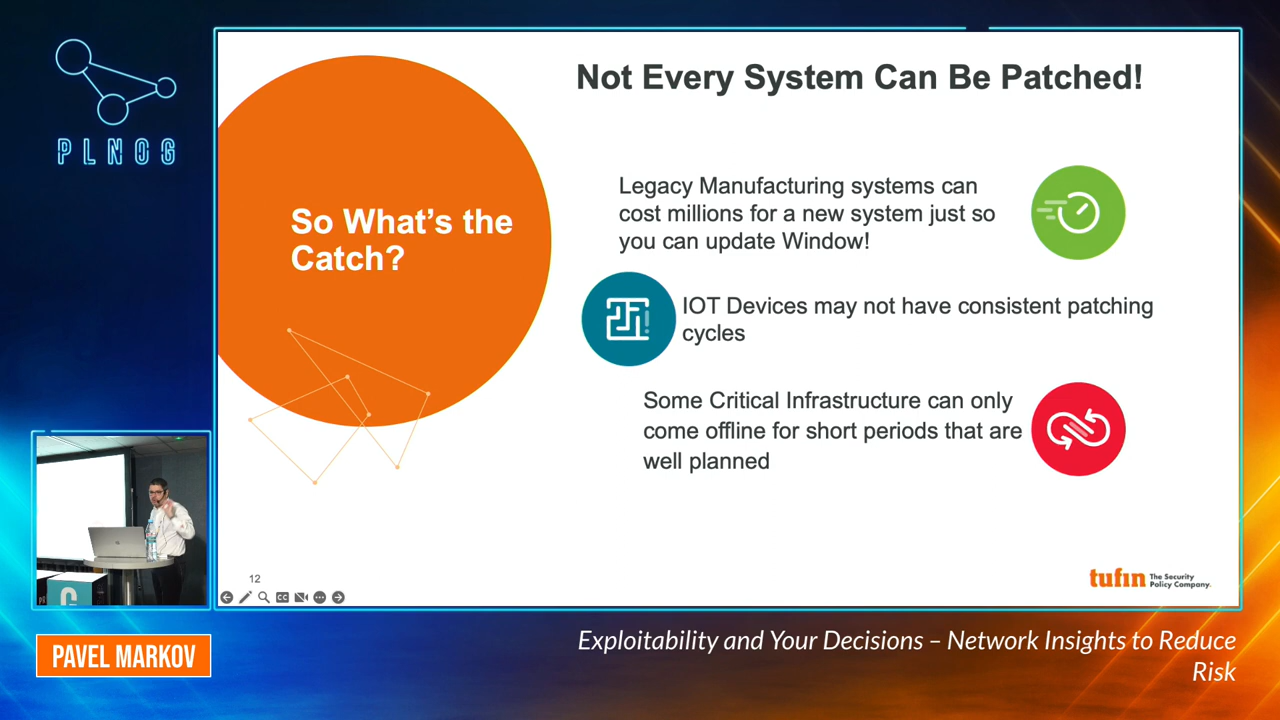 PLNOG
Not Every System Can Be Patched!
So What's the
Catch?
Legacy Manufacturing systems can
cost millions for a new system just so
you can update Window!
IOT Devices may not have consistent patching
cycles
Some Critical Infrastructure can only
come offline for short periods that are
well planned
12
CC
tufin The Security
Policy Company.
PAVEL MARKOV
Exploitability and Your Decisions – Network Insights to Reduce
Risk